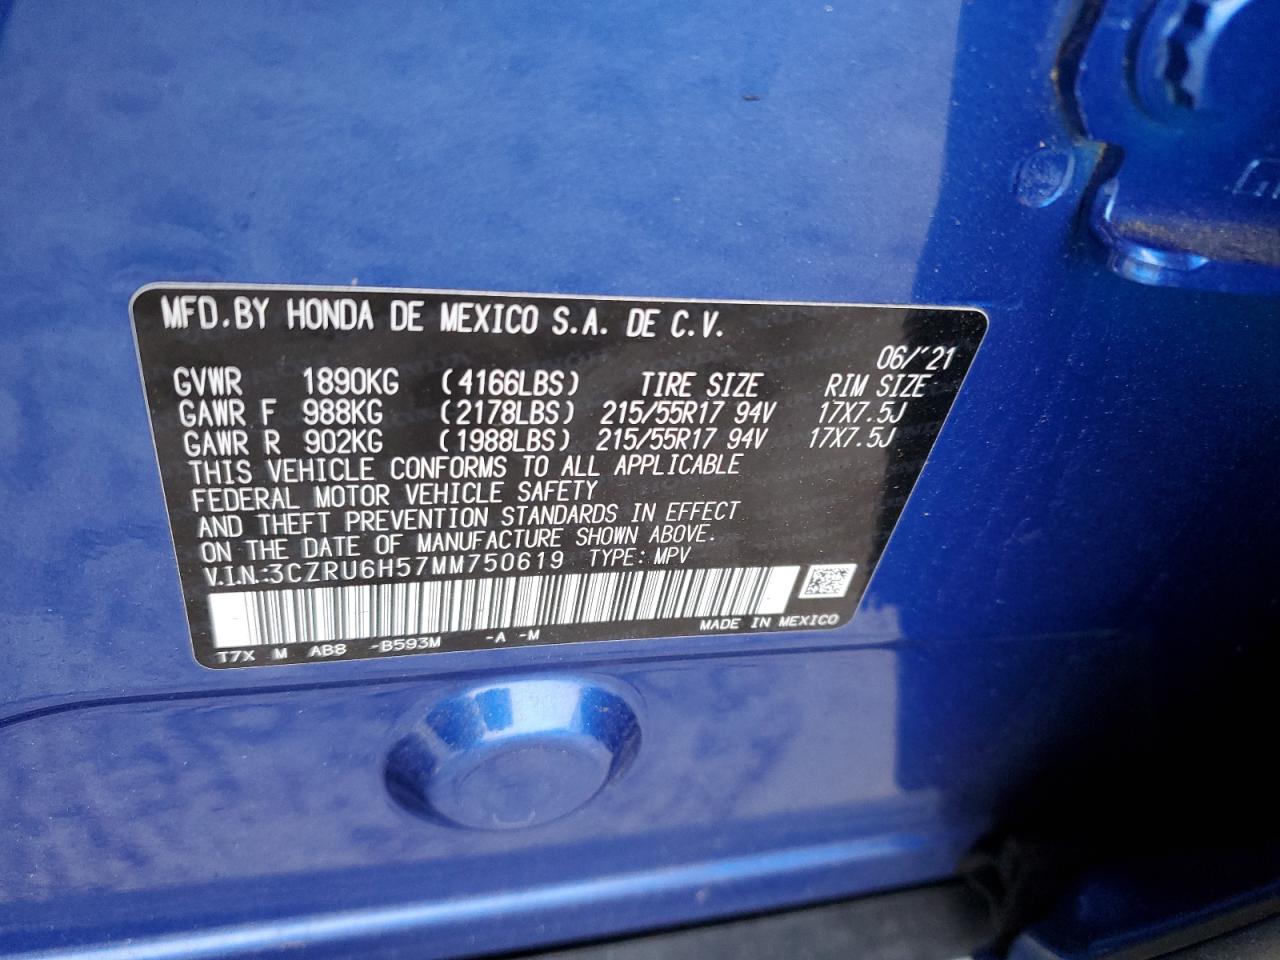 MFD.BY HONDA DE MEXICO S.A. DE C.V.
06/'21
GVWR 1890KG (4166LBS) TIRE SIZE RIM SIZE
GAWR F 988KG (2178LBS) 215/55R17 94V 17X7.5J
GAWR R 902KG (1988LBS) 215/55R17 94V 17X7.5J
THIS VEHICLE CONFORMS TO ALL APPLICABLE
FEDERAL MOTOR VEHICLE SAFETY
AND THEFT PREVENTION STANDARDS IN EFFECT
ON THE DATE OF MANUFACTURE SHOWN ABOVE.
V.I.N.:3CZRU6H57MM750619 TYPE: MPV
MADE IN MEXICO
T7X M AB8 -B593M -A -M